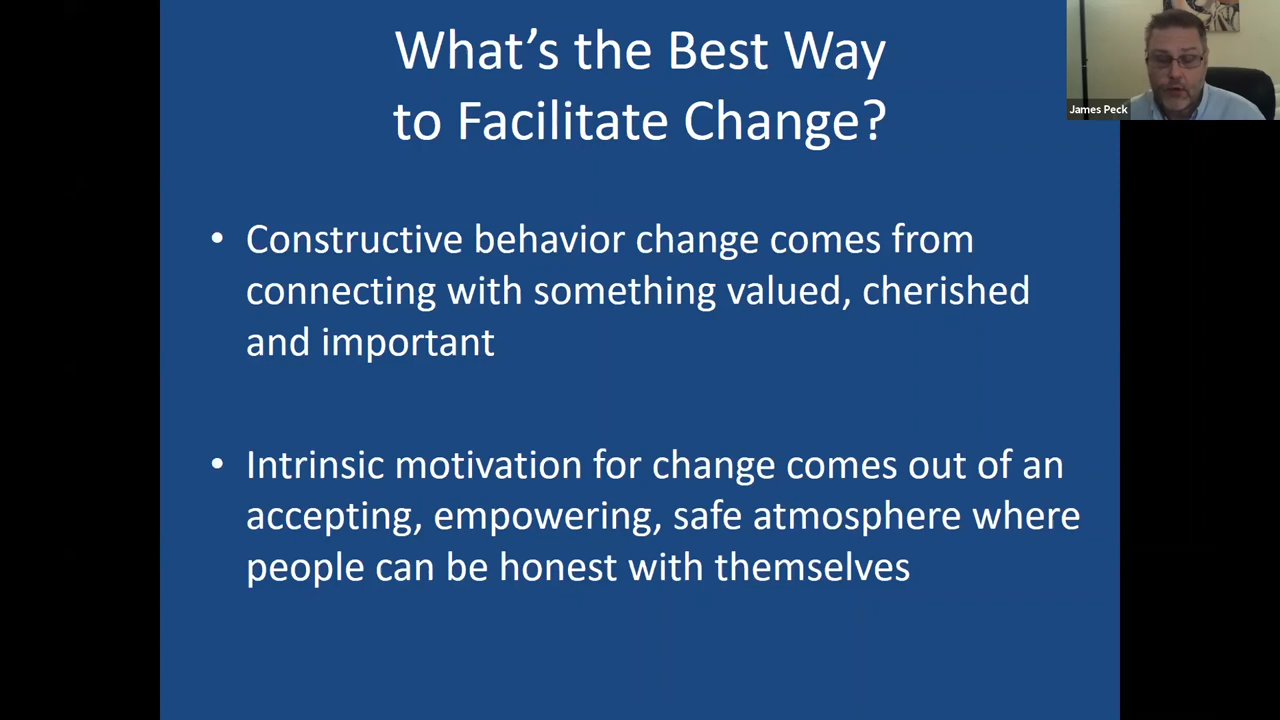 What's the Best Way
to Facilitate Change?
James Peck
• Constructive behavior change comes from
connecting with something valued, cherished
and important
• Intrinsic motivation for change comes out of an
accepting, empowering, safe atmosphere where
people can be honest with themselves